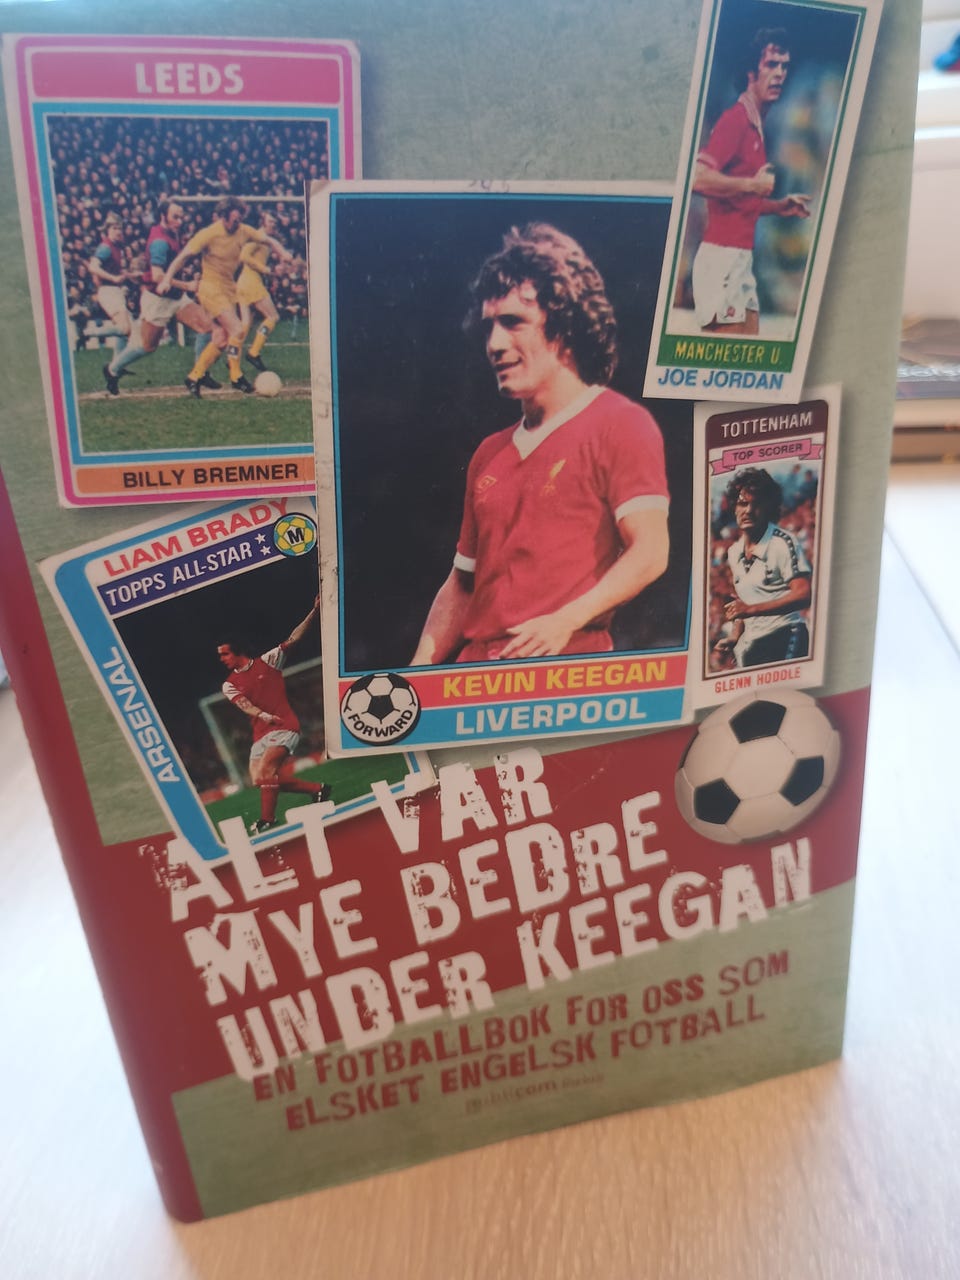 LEEDS
BILLY BREMNER
MANCHESTER U.
JOE JORDAN
TOTTENHAM
TOP SCORER
GLENN HODDLE
LIAM BRADY
TOPPS ALL-STAR
M
ARSENAL
KEVIN KEEGAN
FORWARD
LIVERPOOL
ALT VAR
MYE BEDRE
UNDER KEEGAN
EN FOTBALLBOK FOR OSS SOM
ELSKET ENGELSK FOTBALL